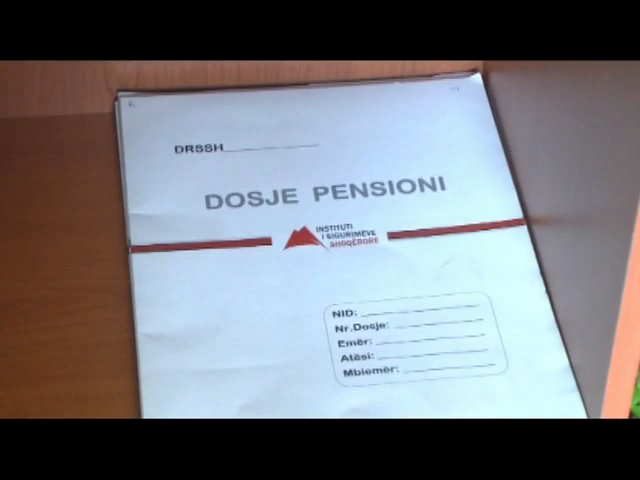 DRSSH
DOSJE PENSIONI
INSTITUTI
I SIGURIMEVE
SHOQËRORE
NID:
Nr.Dosje:
Emër:
Atësi:
Mbiemër: